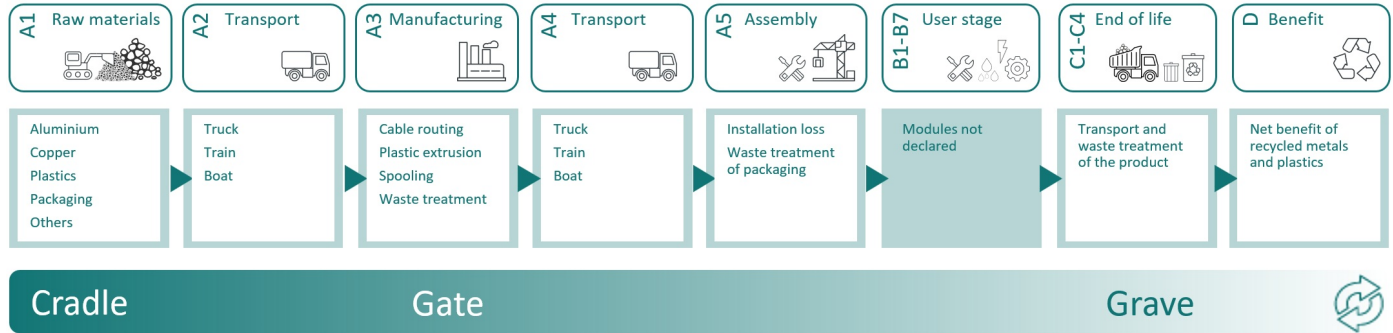 A1 Raw materials
A2 Transport
A3 Manufacturing
A4 Transport
A5 Assembly
B1-B7 User stage
C1-C4 End of life
D Benefit
Aluminium
Copper
Plastics
Packaging
Others
Truck
Train
Boat
Cable routing
Plastic extrusion
Spooling
Waste treatment
Truck
Train
Boat
Installation loss
Waste treatment
of packaging
Modules not
declared
Transport and
waste treatment
of the product
Net benefit of
recycled metals
and plastics
Cradle
Gate
Grave